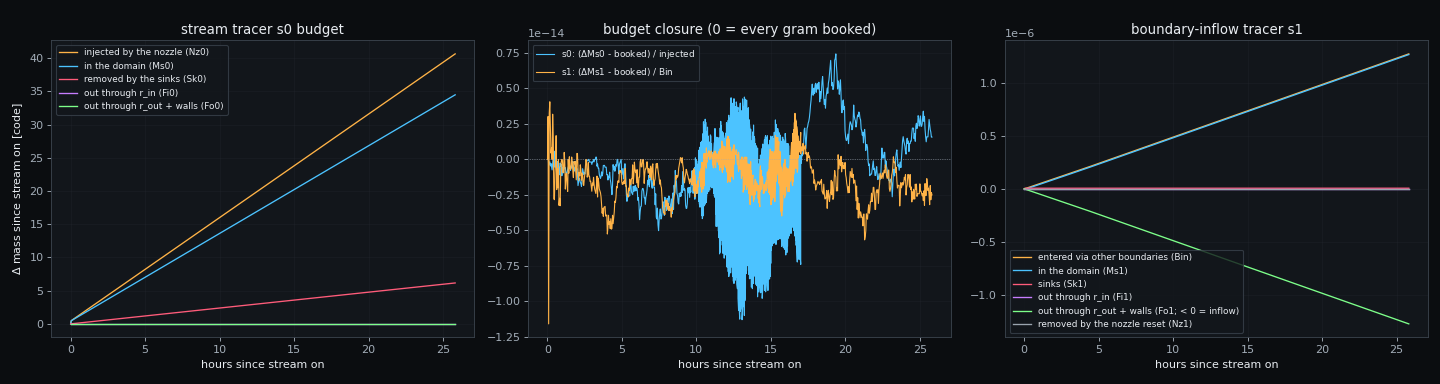 stream tracer s0 budget
Δ mass since stream on [code]
40
35
30
25
20
15
10
5
0
injected by the nozzle (Nz0)
in the domain (Ms0)
removed by the sinks (Sk0)
out through r_in (Fi0)
out through r_out + walls (Fo0)
0 5 10 15 20 25
hours since stream on
budget closure (0 = every gram booked)
1e−14
0.75
0.50
0.25
0.00
−0.25
−0.50
−0.75
−1.00
−1.25
s0: (ΔMs0 - booked) / injected
s1: (ΔMs1 - booked) / Bin
0 5 10 15 20 25
hours since stream on
boundary-inflow tracer s1
1e−6
1.0
0.5
0.0
−0.5
−1.0
entered via other boundaries (Bin)
in the domain (Ms1)
sinks (Sk1)
out through r_in (Fi1)
out through r_out + walls (Fo1; < 0 = inflow)
removed by the nozzle reset (Nz1)
0 5 10 15 20 25
hours since stream on